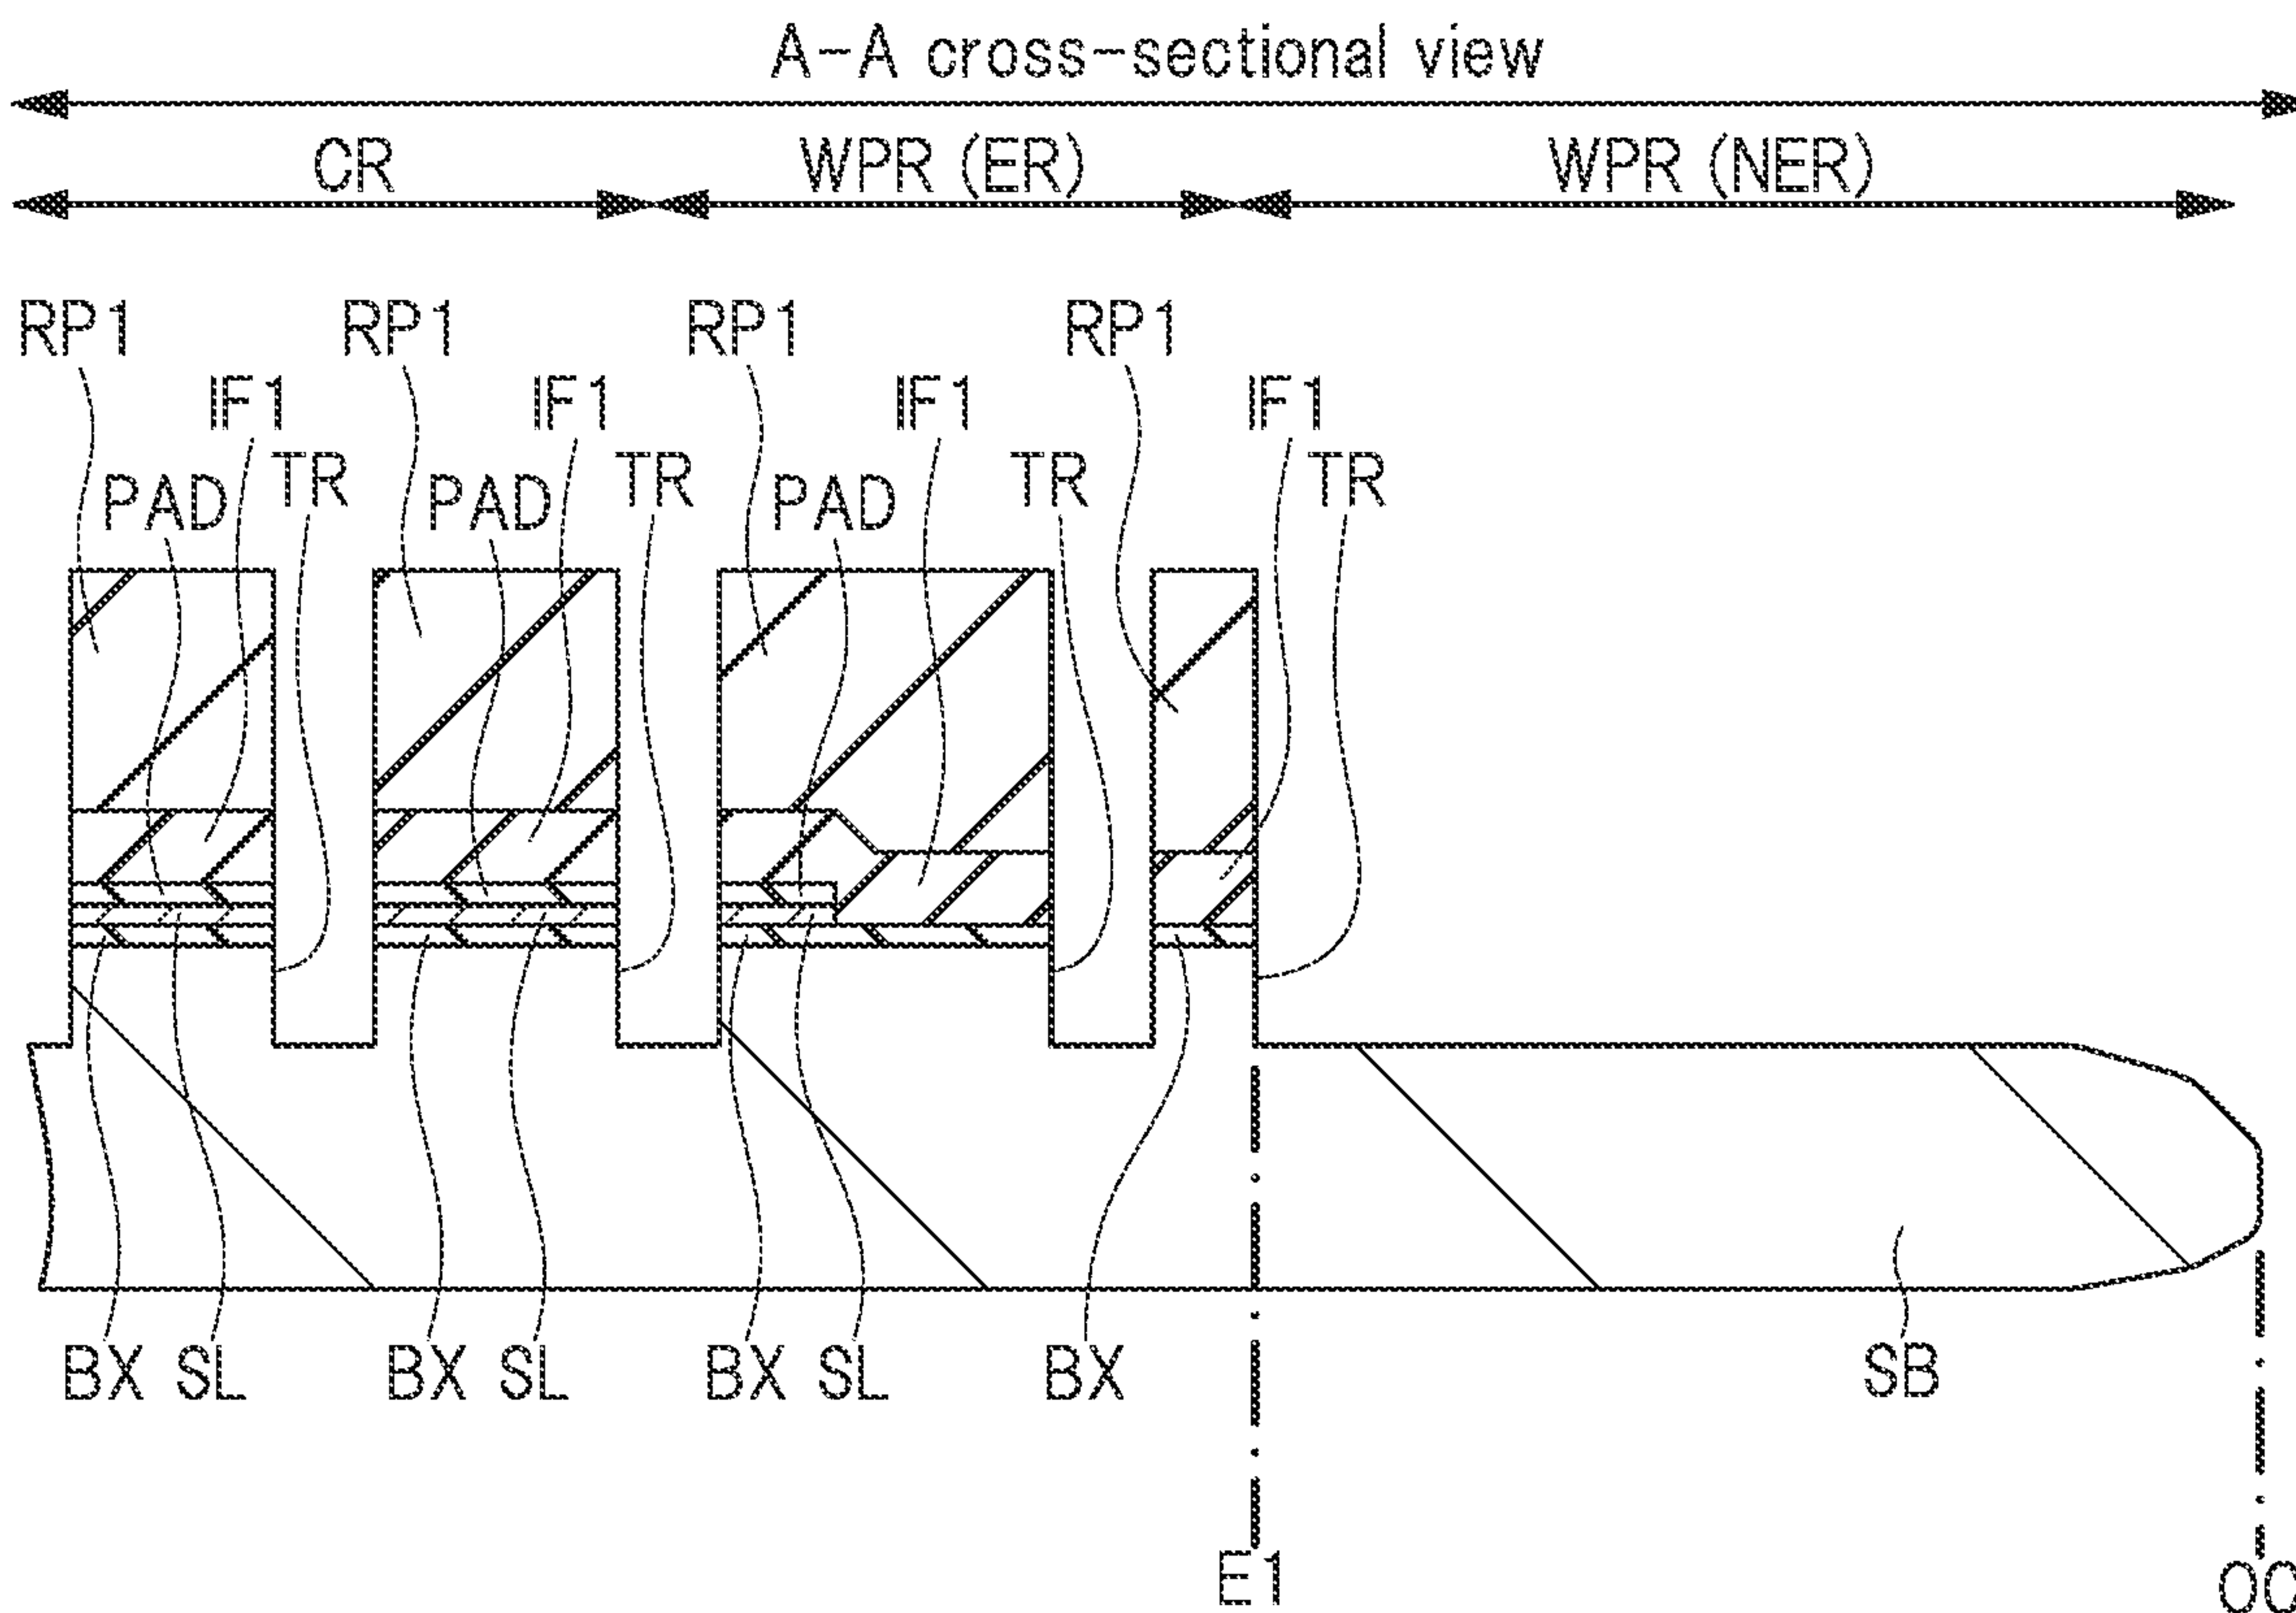 A-A cross-sectional view
CR WPR (ER) WPR (NER)
RP1 RP1 RP1 RP1
IF1 IF1 IF1 IF1
PAD TR PAD TR PAD TR TR
BX SL BX SL BX SL BX SB
E1 OC